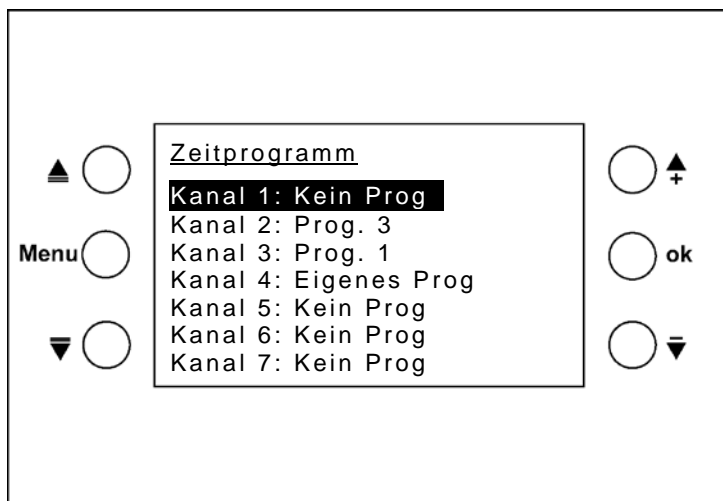 Zeitprogramm
Kanal 1: Kein Prog
Kanal 2: Prog. 3
Menu
Kanal 3: Prog. 1
ok
Kanal 4: Eigenes Prog
Kanal 5: Kein Prog
Kanal 6: Kein Prog
Kanal 7: Kein Prog